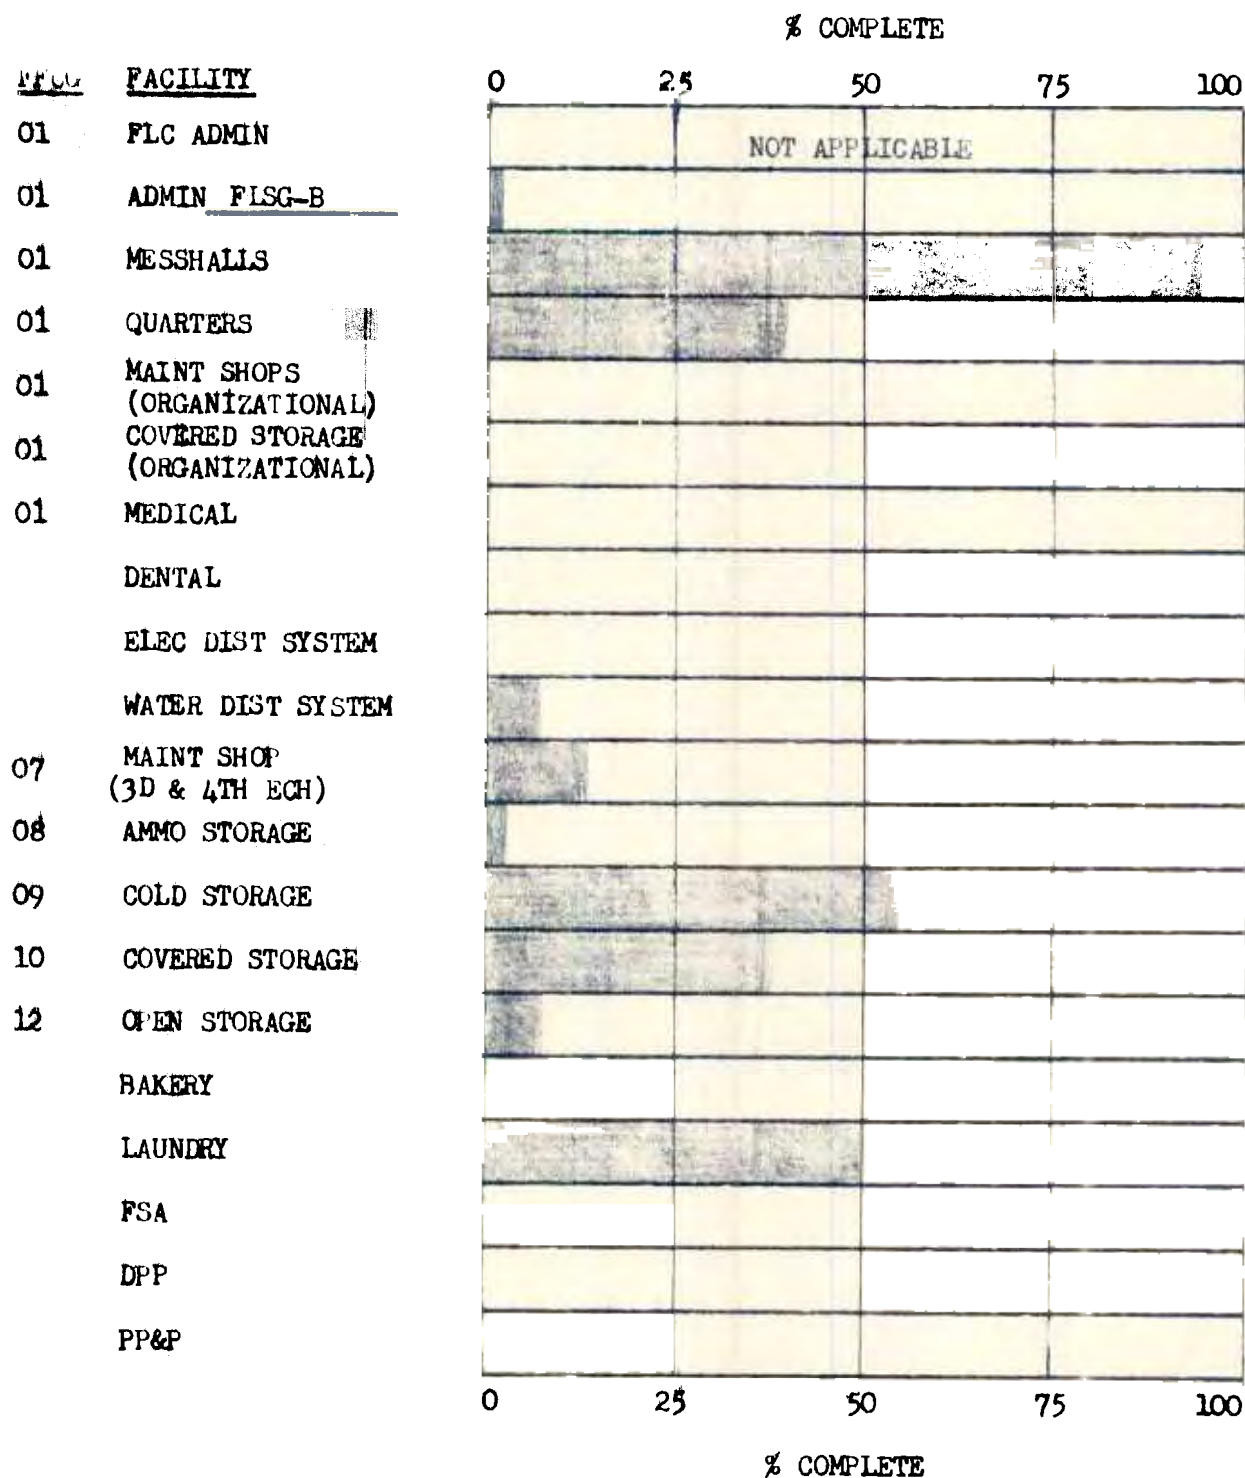 % COMPLETE
FACILITY 0 25 50 75 100
01 FLC ADMIN NOT APPLICABLE
01 ADMIN FLSG-B
01 MESSHALLS
01 QUARTERS
01 MAINT SHOPS
(ORGANIZATIONAL)
01 COVERED STORAGE
(ORGANIZATIONAL)
01 MEDICAL
DENTAL
ELEC DIST SYSTEM
WATER DIST SYSTEM
07 MAINT SHOP
(3D & 4TH ECH)
08 AMMO STORAGE
09 COLD STORAGE
10 COVERED STORAGE
12 OPEN STORAGE
BAKERY
LAUNDRY
FSA
DPP
PP&P
0 25 50 75 100
% COMPLETE